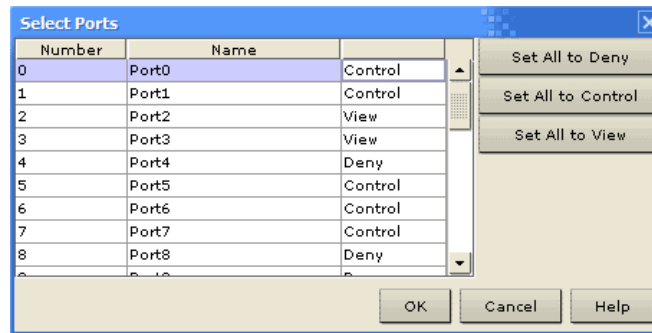 Select Ports
Number Name
0 Port0 Control
1 Port1 Control
2 Port2 View
3 Port3 View
4 Port4 Deny
5 Port5 Control
6 Port6 Control
7 Port7 Control
8 Port8 Deny
Set All to Deny
Set All to Control
Set All to View
OK Cancel Help